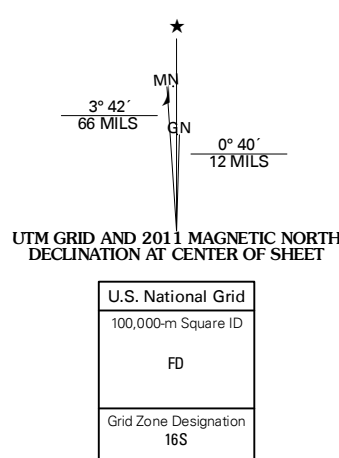 MN
3° 42´
66 MILS
GN
0° 40´
12 MILS
UTM GRID AND 2011 MAGNETIC NORTH
DECLINATION AT CENTER OF SHEET
U.S. National Grid
100,000-m Square ID
FD
Grid Zone Designation
16S